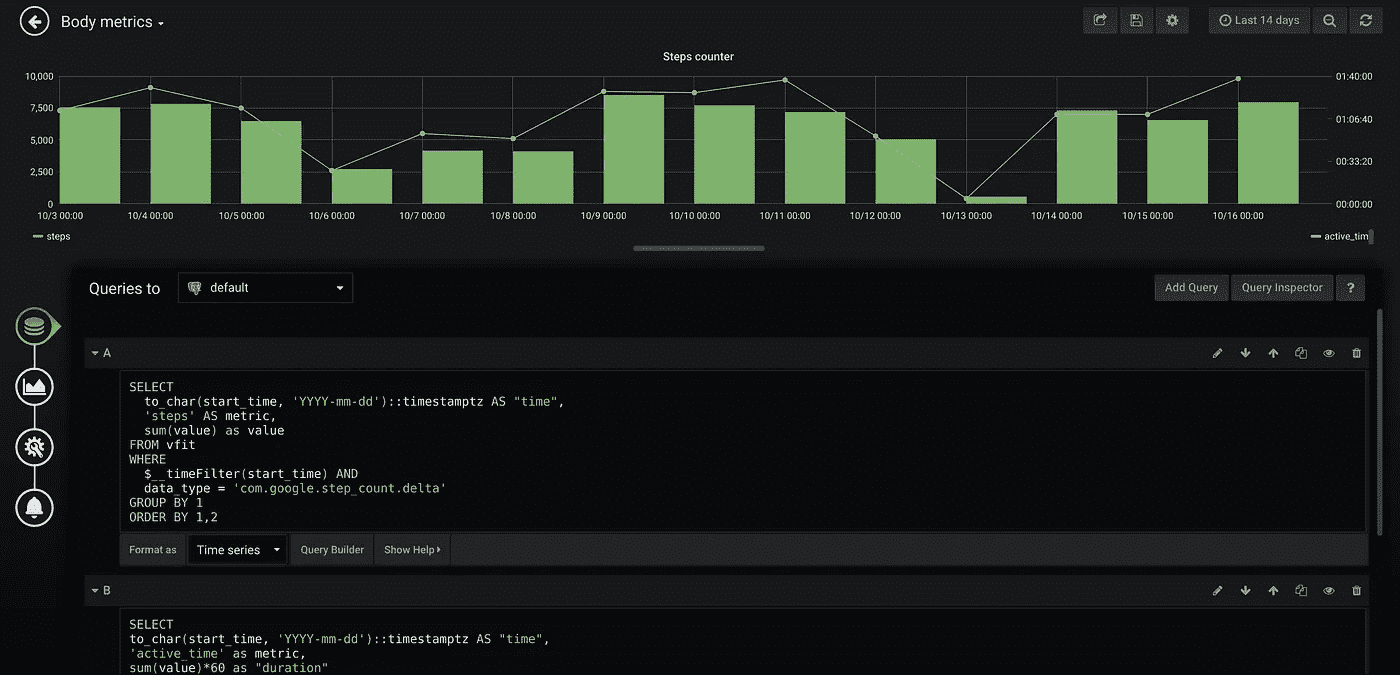 Body metrics
Last 14 days
Steps counter
10,000
7,500
5,000
2,500
0
01:40:00
01:06:40
00:33:20
00:00:00
10/3 00:00 10/4 00:00 10/5 00:00 10/6 00:00 10/7 00:00 10/8 00:00 10/9 00:00 10/10 00:00 10/11 00:00 10/12 00:00 10/13 00:00 10/14 00:00 10/15 00:00 10/16 00:00
steps active_tim
Queries to default Add Query Query Inspector ?
A
SELECT
to_char(start_time, 'YYYY-mm-dd')::timestamptz AS "time",
'steps' AS metric,
sum(value) as value
FROM vfit
WHERE
$__timeFilter(start_time) AND
data_type = 'com.google.step_count.delta'
GROUP BY 1
ORDER BY 1,2
Format as Time series Query Builder Show Help
B
SELECT
to_char(start_time, 'YYYY-mm-dd')::timestamptz AS "time",
'active_time' as metric,
sum(value)*60 as "duration"